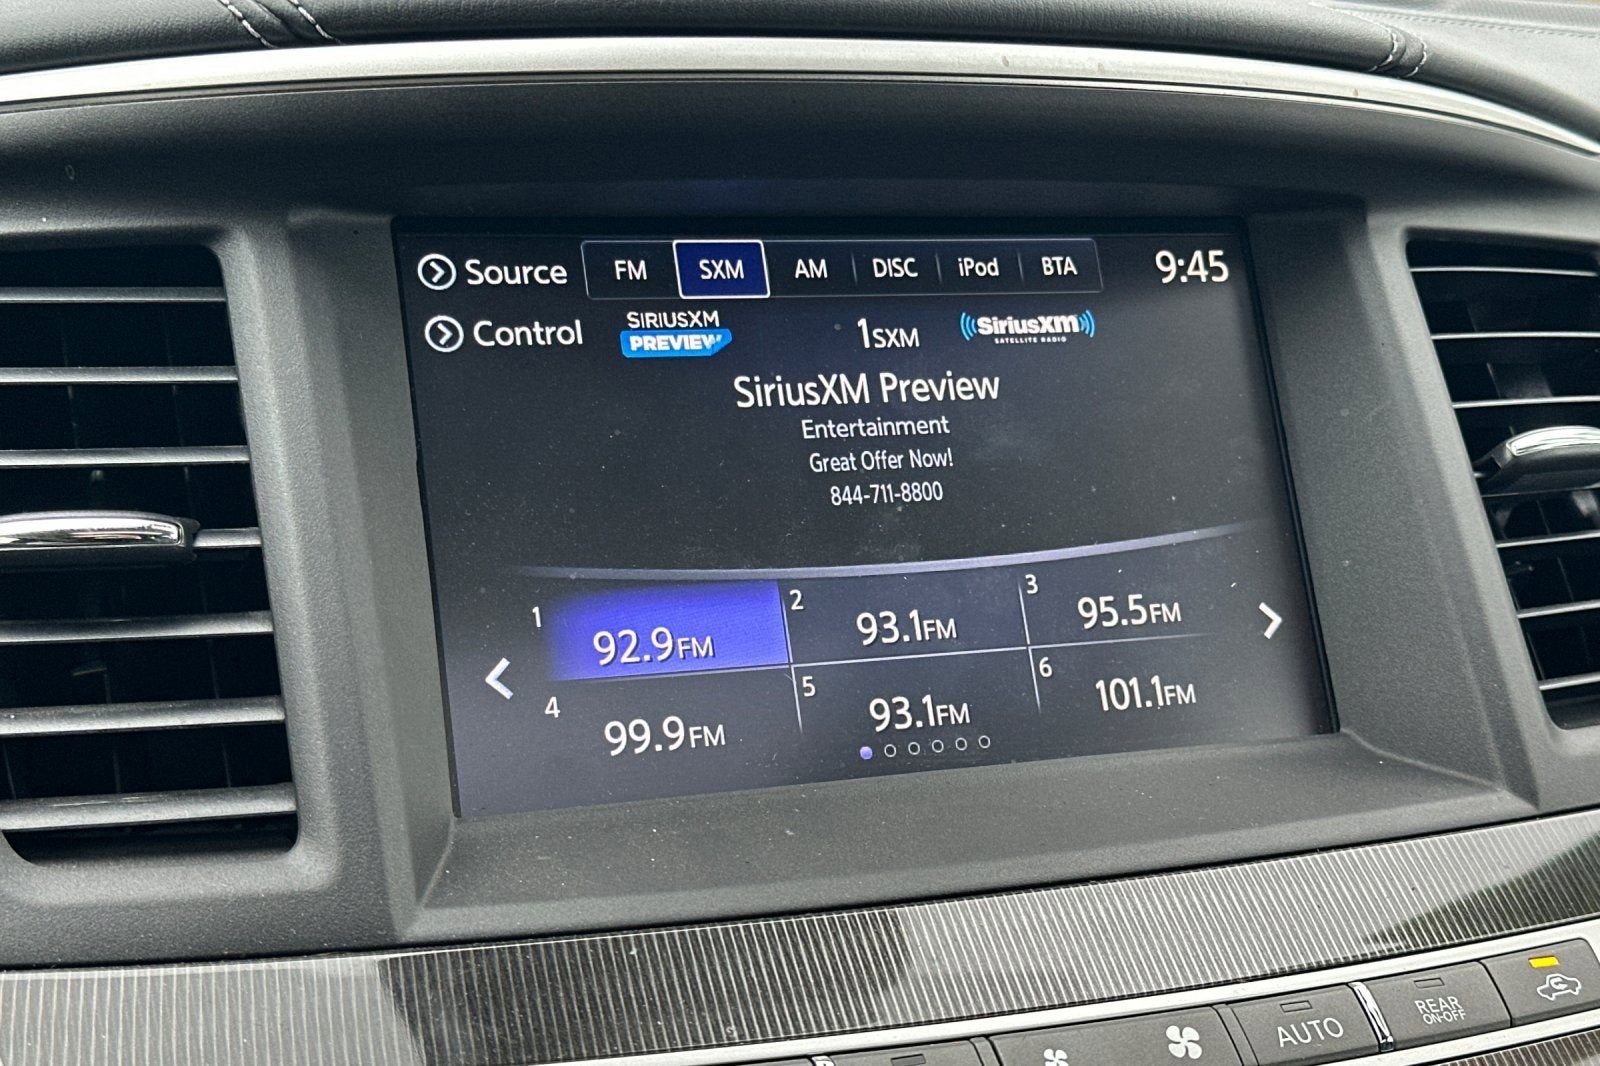 Source FM SXM AM DISC iPod BTA 9:45
Control SIRIUSXM PREVIEW 1SXM SiriusXM SATELLITE RADIO
SiriusXM Preview
Entertainment
Great Offer Now!
844-711-8800
1 92.9FM 2 93.1FM 3 95.5FM
4 99.9FM 5 93.1FM 6 101.1FM
AUTO
REAR
ON-OFF